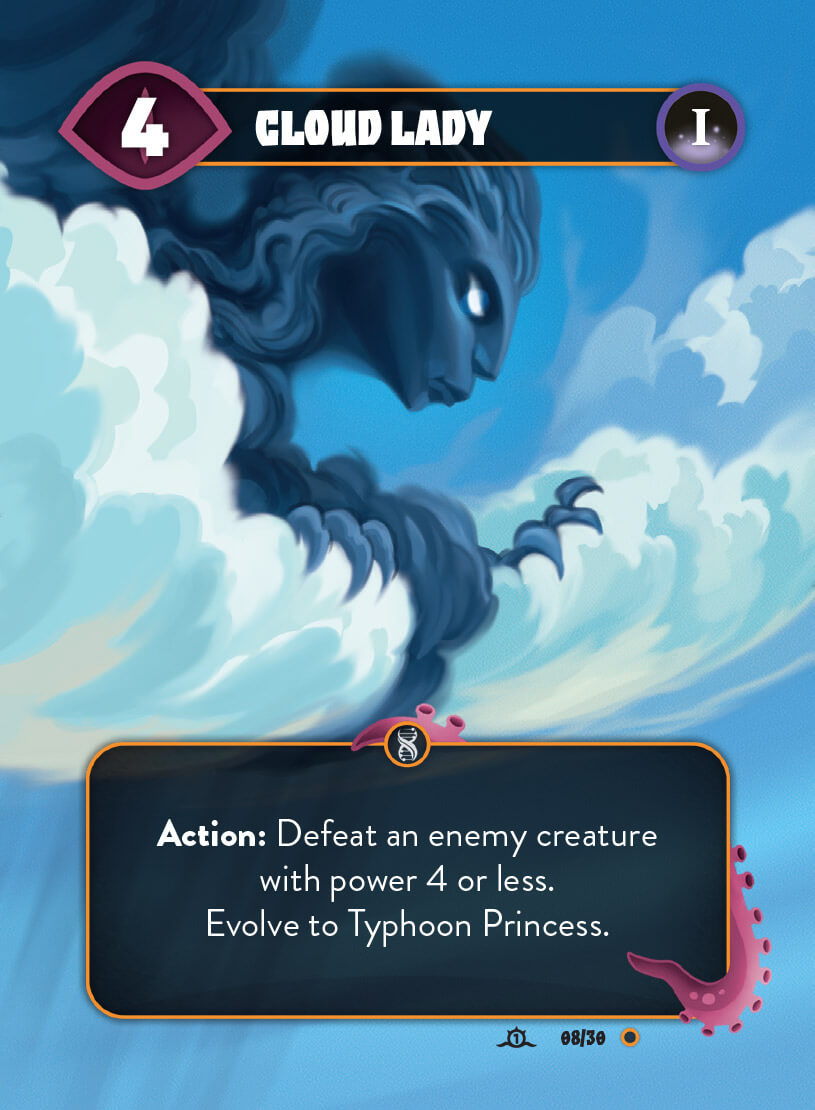 4
CLOUD LADY
I
Action: Defeat an enemy creature
with power 4 or less.
Evolve to Typhoon Princess.
1
08/30